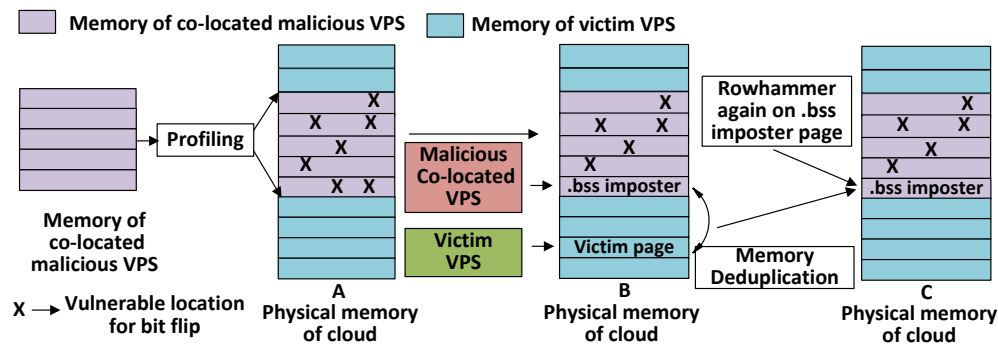 Memory of co-located malicious VPS
Memory of victim VPS
Profiling
Memory of
co-located
malicious VPS
X Vulnerable location
for bit flip
X
X X
X
X
X X
A
Physical memory
of cloud
Malicious
Co-located
VPS
Victim
VPS
X
X X
X
X
.bss imposter
Victim page
B
Physical memory
of cloud
Rowhammer
again on .bss
imposter page
Memory
Deduplication
X
X X
X
X
.bss imposter
C
Physical memory
of cloud